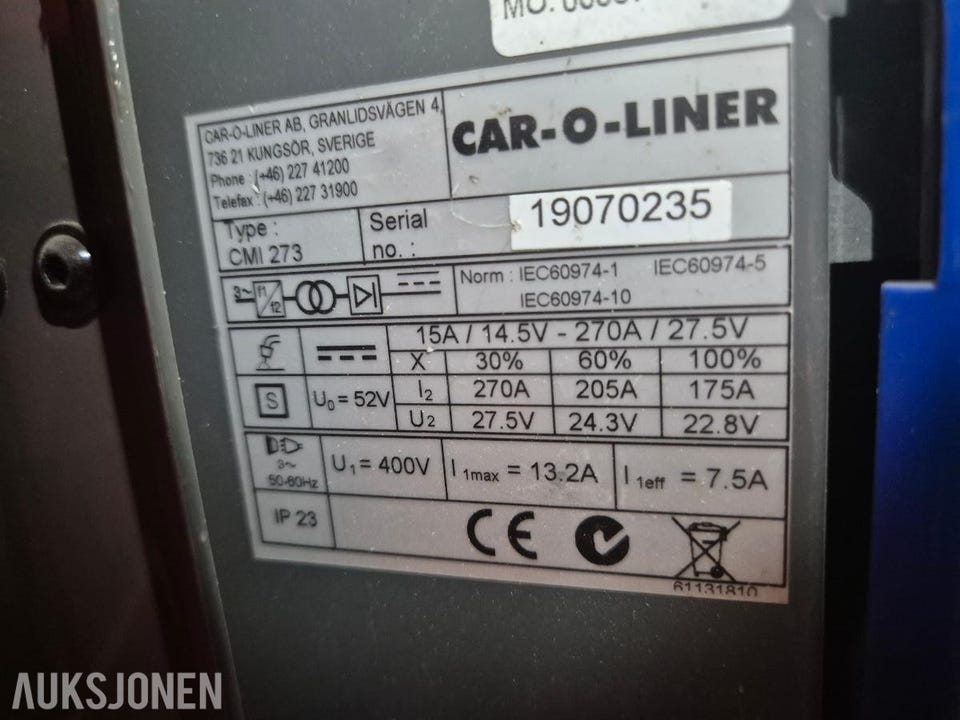 MO:
CAR-O-LINER AB, GRANLIDSVÄGEN 4,
736 21 KUNGSÖR, SVERIGE
Phone : (+46) 227 41200
Telefax : (+46) 227 31900
CAR-O-LINER
Type :
CMI 273
Serial
no. :
19070235
3~ f1
f2
Norm : IEC60974-1 IEC60974-5
IEC60974-10
15A / 14.5V - 270A / 27.5V
X 30% 60% 100%
S
U0 = 52V
I2 270A 205A 175A
U2 27.5V 24.3V 22.8V
3~
50-60Hz
U1 = 400V
I 1max = 13.2A
I 1eff = 7.5A
IP 23
CE
61131810
AUKSJONEN